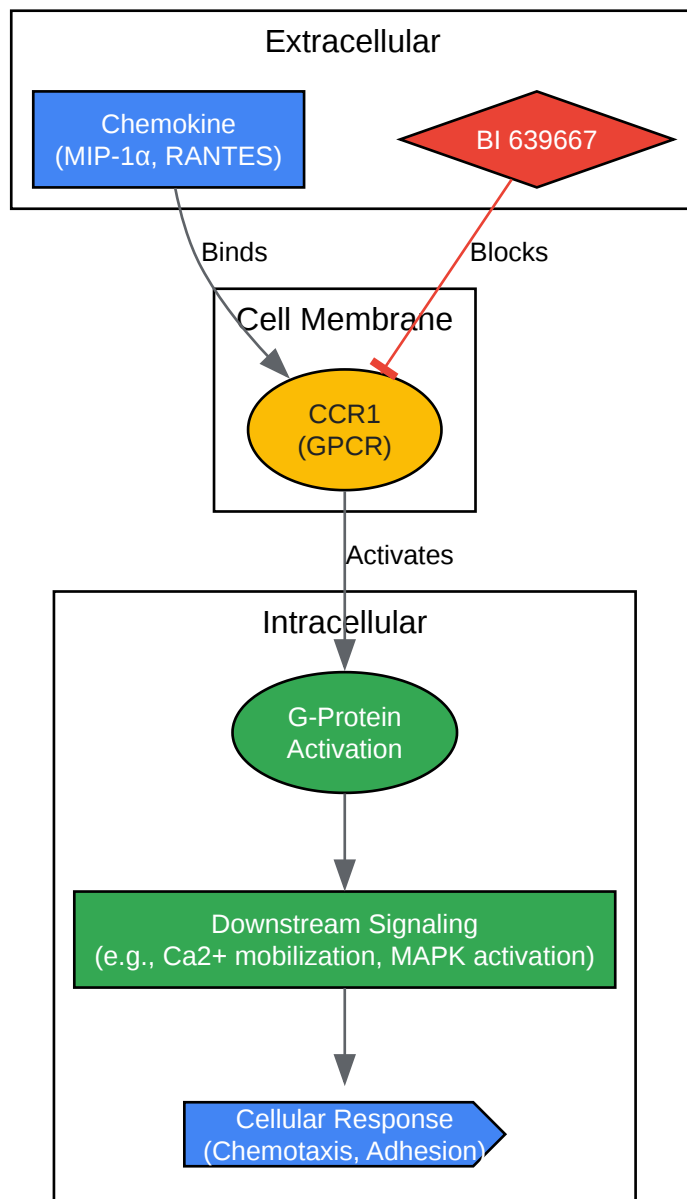 Extracellular
Chemokine
(MIP-1α, RANTES)
BI 639667
Binds
Blocks
Cell Membrane
CCR1
(GPCR)
Activates
Intracellular
G-Protein
Activation
Downstream Signaling
(e.g., Ca2+ mobilization, MAPK activation)
Cellular Response
(Chemotaxis, Adhesion)